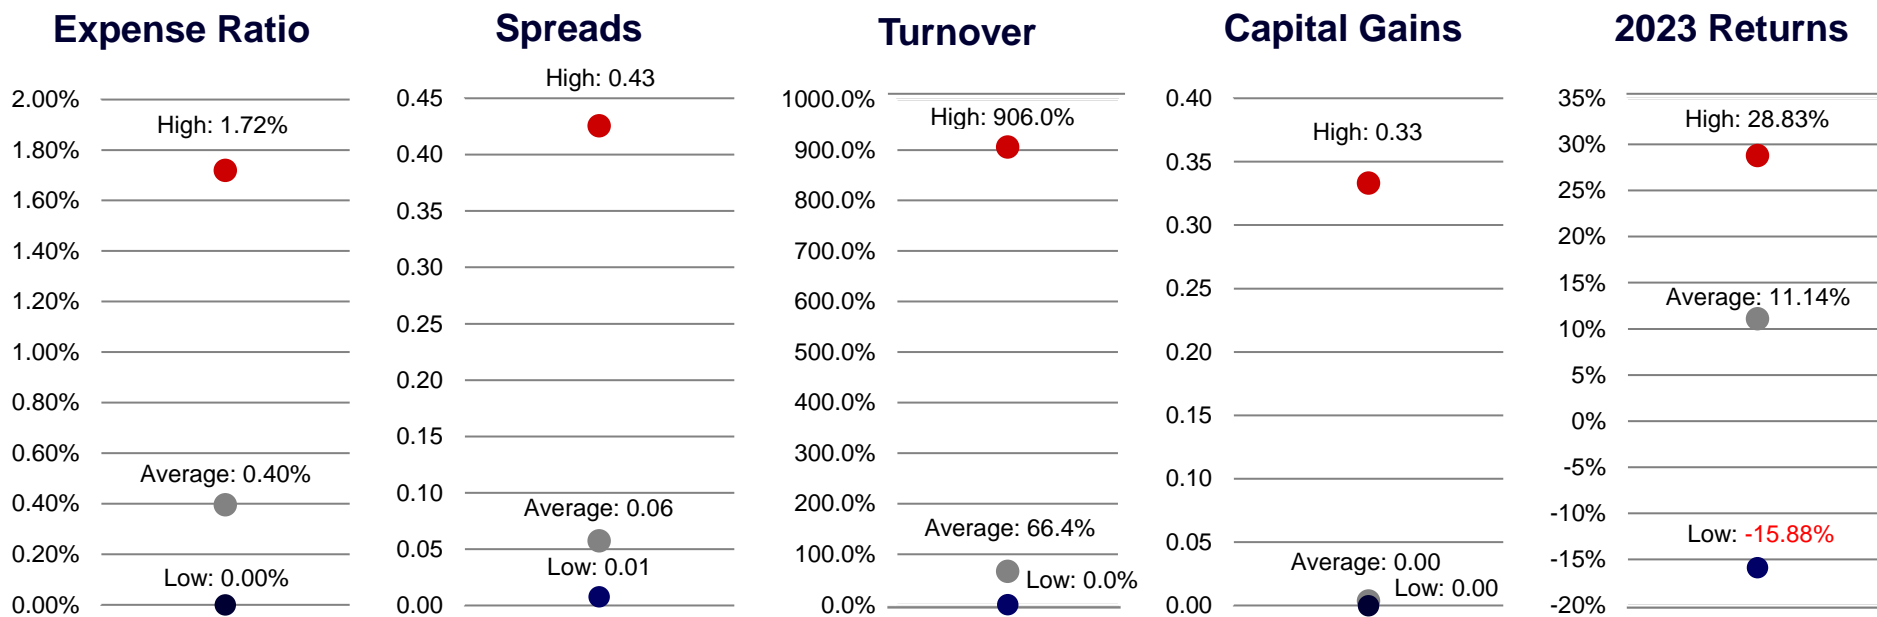 Expense Ratio
2.00%
High: 1.72%
1.80%
1.60%
1.40%
1.20%
1.00%
0.80%
0.60%
Average: 0.40%
0.40%
0.20%
Low: 0.00%
0.00%
Spreads
High: 0.43
0.45
0.40
0.35
0.30
0.25
0.20
0.15
0.10
Average: 0.06
0.05
Low: 0.01
0.00
Turnover
1000.0%
High: 906.0%
900.0%
800.0%
700.0%
600.0%
500.0%
400.0%
300.0%
200.0%
Average: 66.4%
100.0%
Low: 0.0%
0.0%
Capital Gains
0.40
High: 0.33
0.35
0.30
0.25
0.20
0.15
0.10
0.05
Average: 0.00
Low: 0.00
0.00
2023 Returns
35%
High: 28.83%
30%
25%
20%
15%
Average: 11.14%
10%
5%
0%
-5%
-10%
Low: -15.88%
-15%
-20%